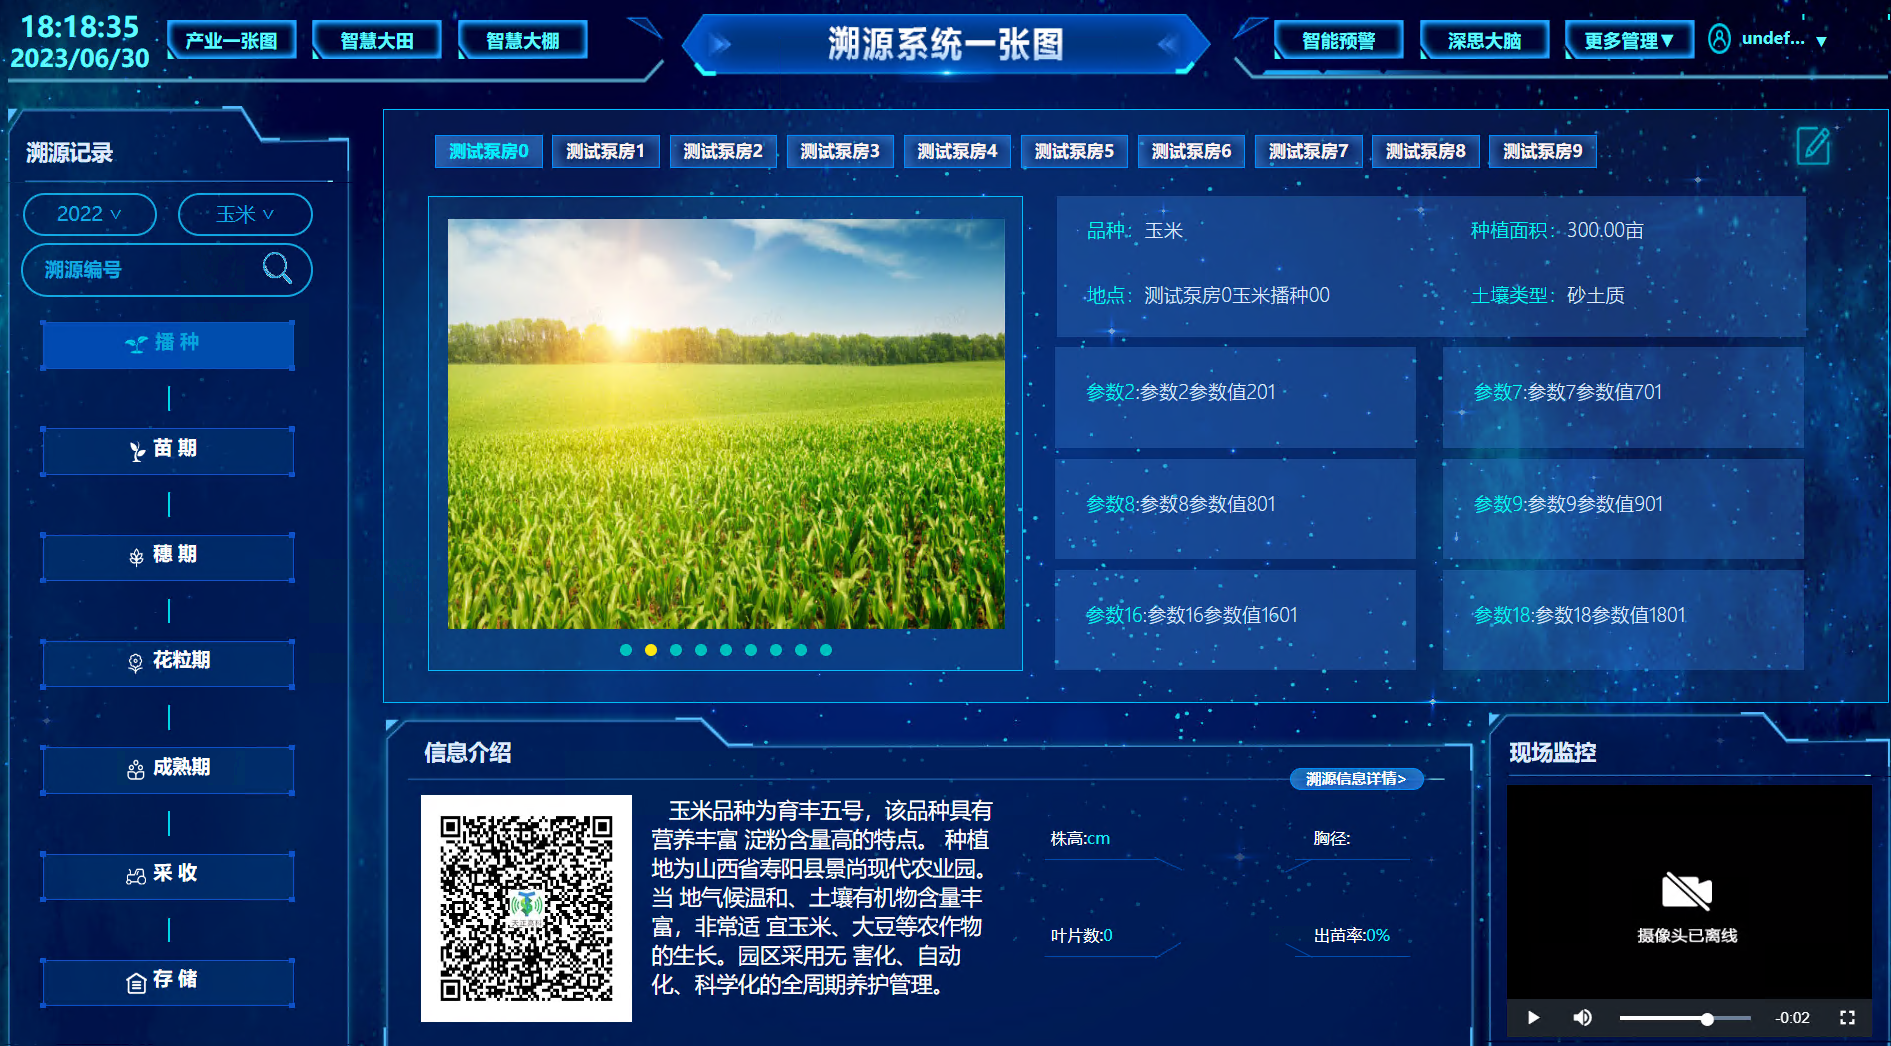 18:18:35
2023/06/30
产业一张图
智慧大田
智慧大棚
溯源系统一张图
智能预警
深思大脑
更多管理▼
undef... ▼
溯源记录
2022
玉米
溯源编号
播 种
苗 期
穗 期
花粒期
成熟期
采 收
存 储
测试泵房0
测试泵房1
测试泵房2
测试泵房3
测试泵房4
测试泵房5
测试泵房6
测试泵房7
测试泵房8
测试泵房9
品种：玉米
种植面积：300.00亩
地点：测试泵房0玉米播种00
土壤类型：砂土质
参数2:参数2参数值201
参数7:参数7参数值701
参数8:参数8参数值801
参数9:参数9参数值901
参数16:参数16参数值1601
参数18:参数18参数值1801
信息介绍
溯源信息详情>
玉米品种为育丰五号，该品种具有
营养丰富 淀粉含量高的特点。 种植
地为山西省寿阳县景尚现代农业园。
当 地气候温和、土壤有机物含量丰
富，非常适 宜玉米、大豆等农作物
的生长。园区采用无 害化、自动
化、科学化的全周期养护管理。
株高:cm
胸径:
叶片数:0
出苗率:0%
现场监控
摄像头已离线
-0:02